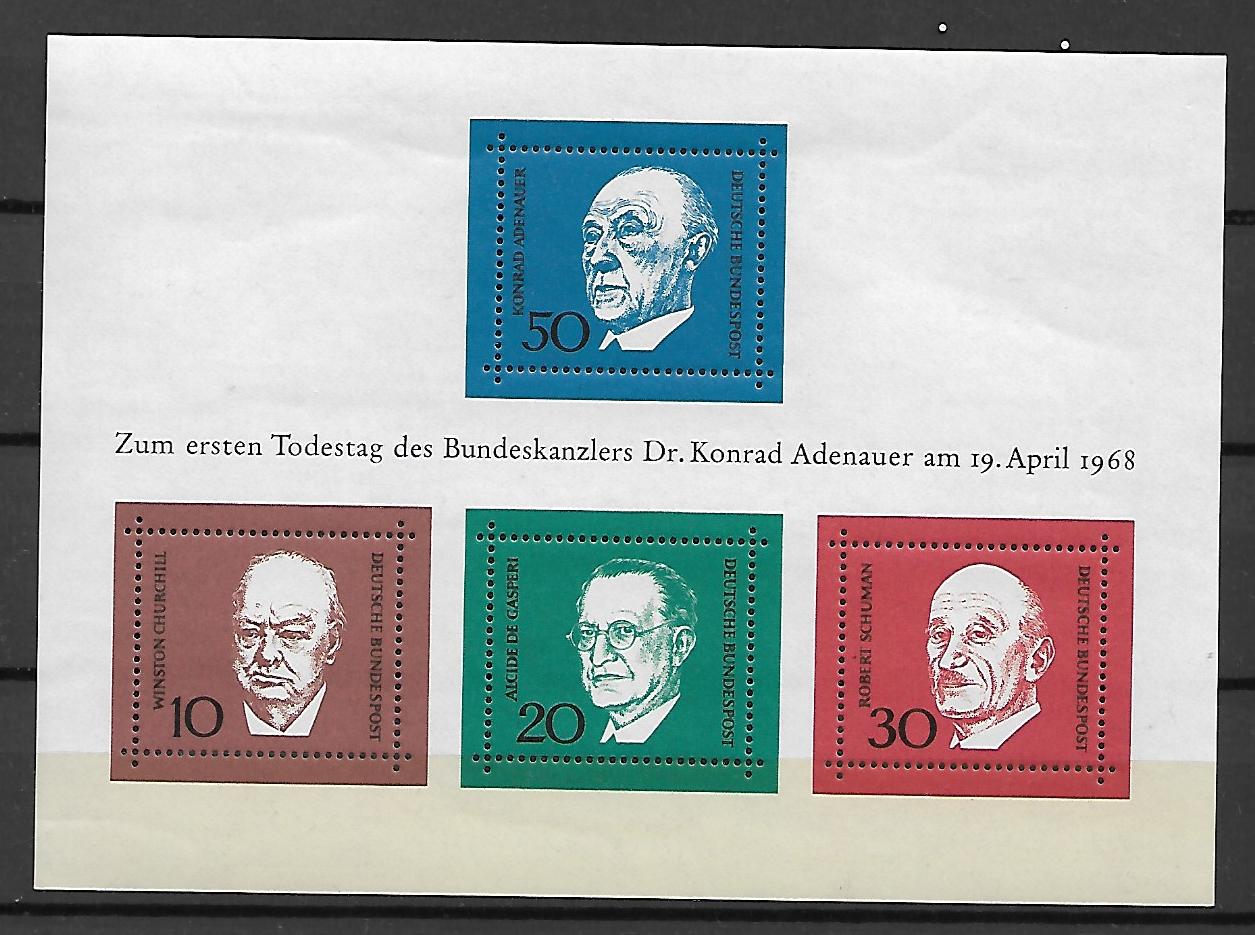 KONRAD ADENAUER
50
DEUTSCHE BUNDESPOST
Zum ersten Todestag des Bundeskanzlers Dr. Konrad Adenauer am 19. April 1968
WINSTON CHURCHILL
10
DEUTSCHE BUNDESPOST
ALCIDE DE GASPERI
20
DEUTSCHE BUNDESPOST
ROBERT SCHUMAN
30
DEUTSCHE BUNDESPOST